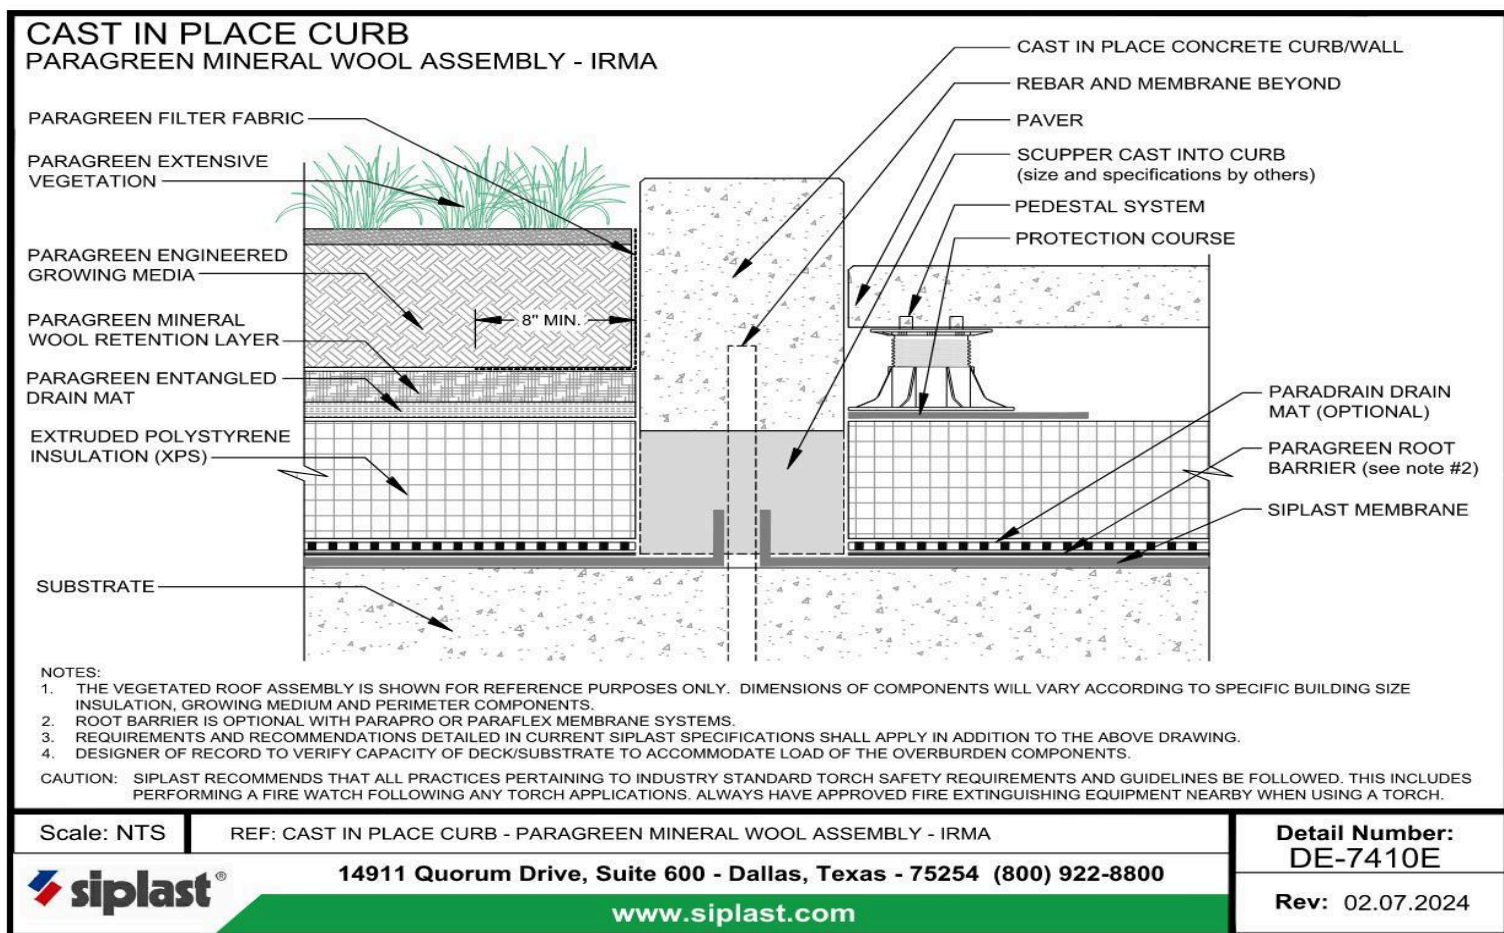 CAST IN PLACE CURB
PARAGREEN MINERAL WOOL ASSEMBLY - IRMA
PARAGREEN FILTER FABRIC
PARAGREEN EXTENSIVE
VEGETATION
PARAGREEN ENGINEERED
GROWING MEDIA
PARAGREEN MINERAL
WOOL RETENTION LAYER
PARAGREEN ENTANGLED
DRAIN MAT
EXTRUDED POLYSTYRENE
INSULATION (XPS)
SUBSTRATE
8" MIN.
CAST IN PLACE CONCRETE CURB/WALL
REBAR AND MEMBRANE BEYOND
PAVER
SCUPPER CAST INTO CURB
(size and specifications by others)
PEDESTAL SYSTEM
PROTECTION COURSE
PARADRAIN DRAIN
MAT (OPTIONAL)
PARAGREEN ROOT
BARRIER (see note #2)
SIPLAST MEMBRANE
NOTES:
1. THE VEGETATED ROOF ASSEMBLY IS SHOWN FOR REFERENCE PURPOSES ONLY. DIMENSIONS OF COMPONENTS WILL VARY ACCORDING TO SPECIFIC BUILDING SIZE
INSULATION, GROWING MEDIUM AND PERIMETER COMPONENTS.
2. ROOT BARRIER IS OPTIONAL WITH PARAPRO OR PARAFLEX MEMBRANE SYSTEMS.
3. REQUIREMENTS AND RECOMMENDATIONS DETAILED IN CURRENT SIPLAST SPECIFICATIONS SHALL APPLY IN ADDITION TO THE ABOVE DRAWING.
4. DESIGNER OF RECORD TO VERIFY CAPACITY OF DECK/SUBSTRATE TO ACCOMMODATE LOAD OF THE OVERBURDEN COMPONENTS.
CAUTION: SIPLAST RECOMMENDS THAT ALL PRACTICES PERTAINING TO INDUSTRY STANDARD TORCH SAFETY REQUIREMENTS AND GUIDELINES BE FOLLOWED. THIS INCLUDES
PERFORMING A FIRE WATCH FOLLOWING ANY TORCH APPLICATIONS. ALWAYS HAVE APPROVED FIRE EXTINGUISHING EQUIPMENT NEARBY WHEN USING A TORCH.
Scale: NTS
REF: CAST IN PLACE CURB - PARAGREEN MINERAL WOOL ASSEMBLY - IRMA
Detail Number:
DE-7410E
siplast®
14911 Quorum Drive, Suite 600 - Dallas, Texas - 75254 (800) 922-8800
www.siplast.com
Rev: 02.07.2024